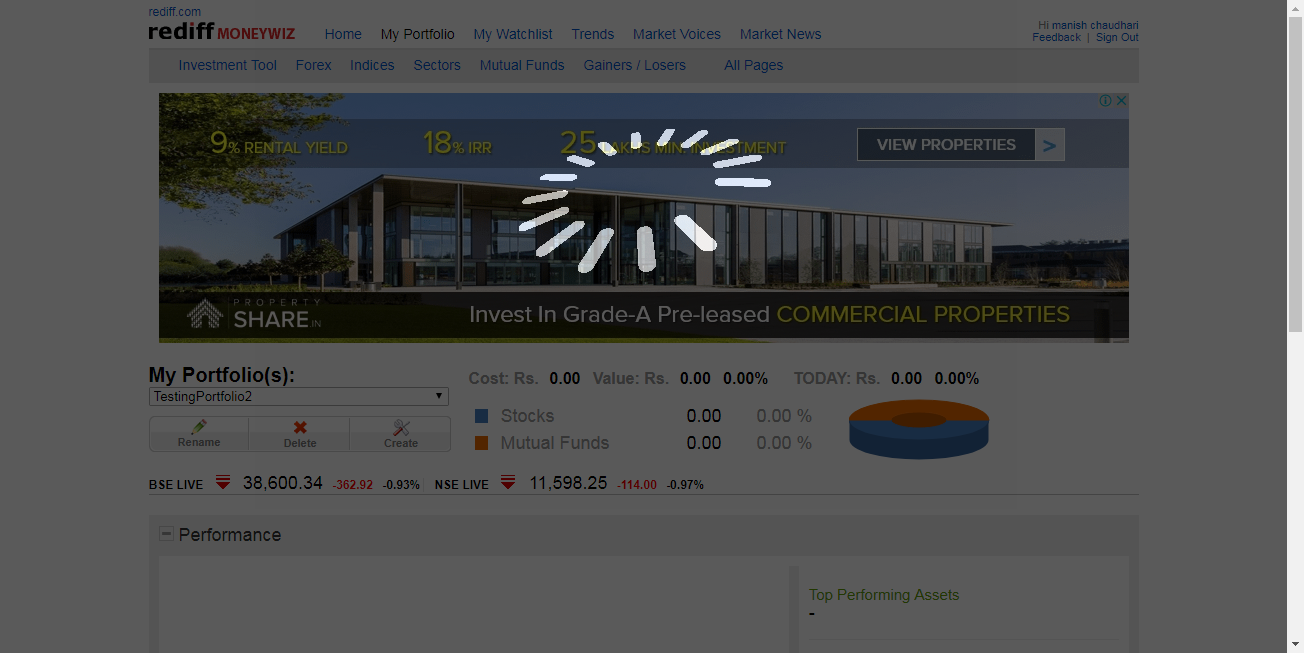 rediff.com
rediff MONEYWIZ
Home My Portfolio My Watchlist Trends Market Voices Market News
Hi manish chaudhari
Feedback | Sign Out
Investment Tool Forex Indices Sectors Mutual Funds Gainers / Losers All Pages
9% RENTAL YIELD 18% IRR 25 LAKHS MIN. INVESTMENT VIEW PROPERTIES >
PROPERTY
SHARE.IN
Invest In Grade-A Pre-leased COMMERCIAL PROPERTIES
My Portfolio(s):
TestingPortfolio2
Rename Delete Create
Cost: Rs. 0.00 Value: Rs. 0.00 0.00% TODAY: Rs. 0.00 0.00%
Stocks 0.00 0.00 %
Mutual Funds 0.00 0.00 %
BSE LIVE 38,600.34 -362.92 -0.93% NSE LIVE 11,598.25 -114.00 -0.97%
Performance
Top Performing Assets
-